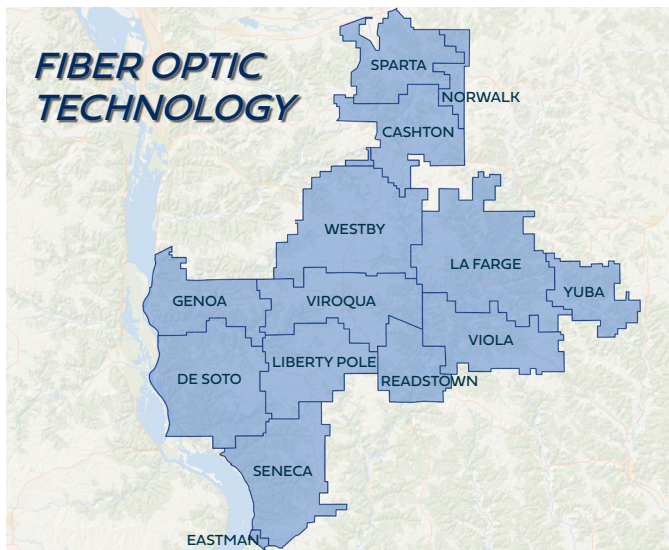 FIBER OPTIC
TECHNOLOGY
SPARTA
NORWALK
CASHTON
WESTBY
LA FARGE
YUBA
GENOA
VIROQUA
VIOLA
LIBERTY POLE
DE SOTO
READSTOWN
SENECA
EASTMAN